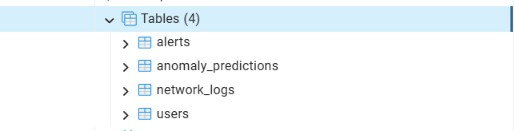 Tables (4)
alerts
anomaly_predictions
network_logs
users